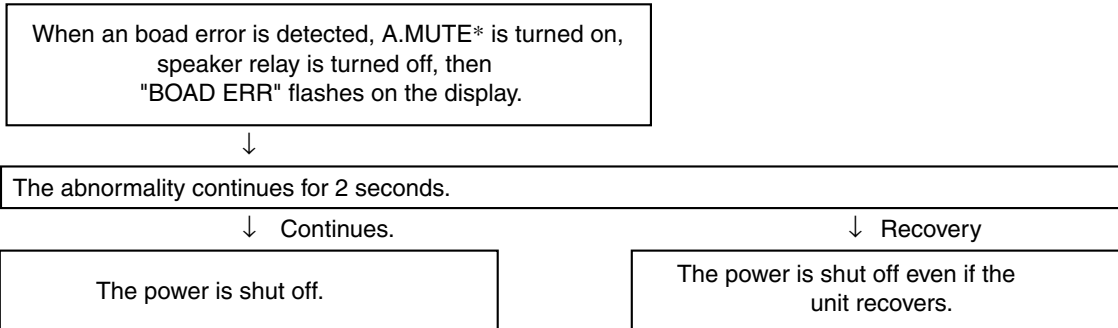 When an boad error is detected, A.MUTE* is turned on,
speaker relay is turned off, then
"BOAD ERR" flashes on the display.
↓
The abnormality continues for 2 seconds.
↓ Continues.
↓ Recovery
The power is shut off.
The power is shut off even if the
unit recovers.